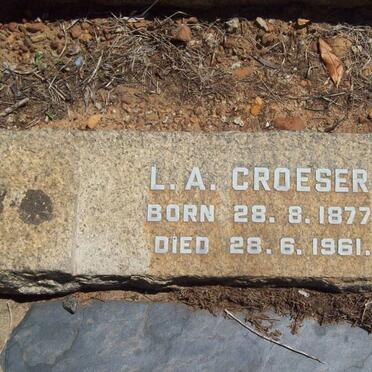 L. A. CROESER
BORN 28. 8. 1877
DIED 28. 6. 1961.